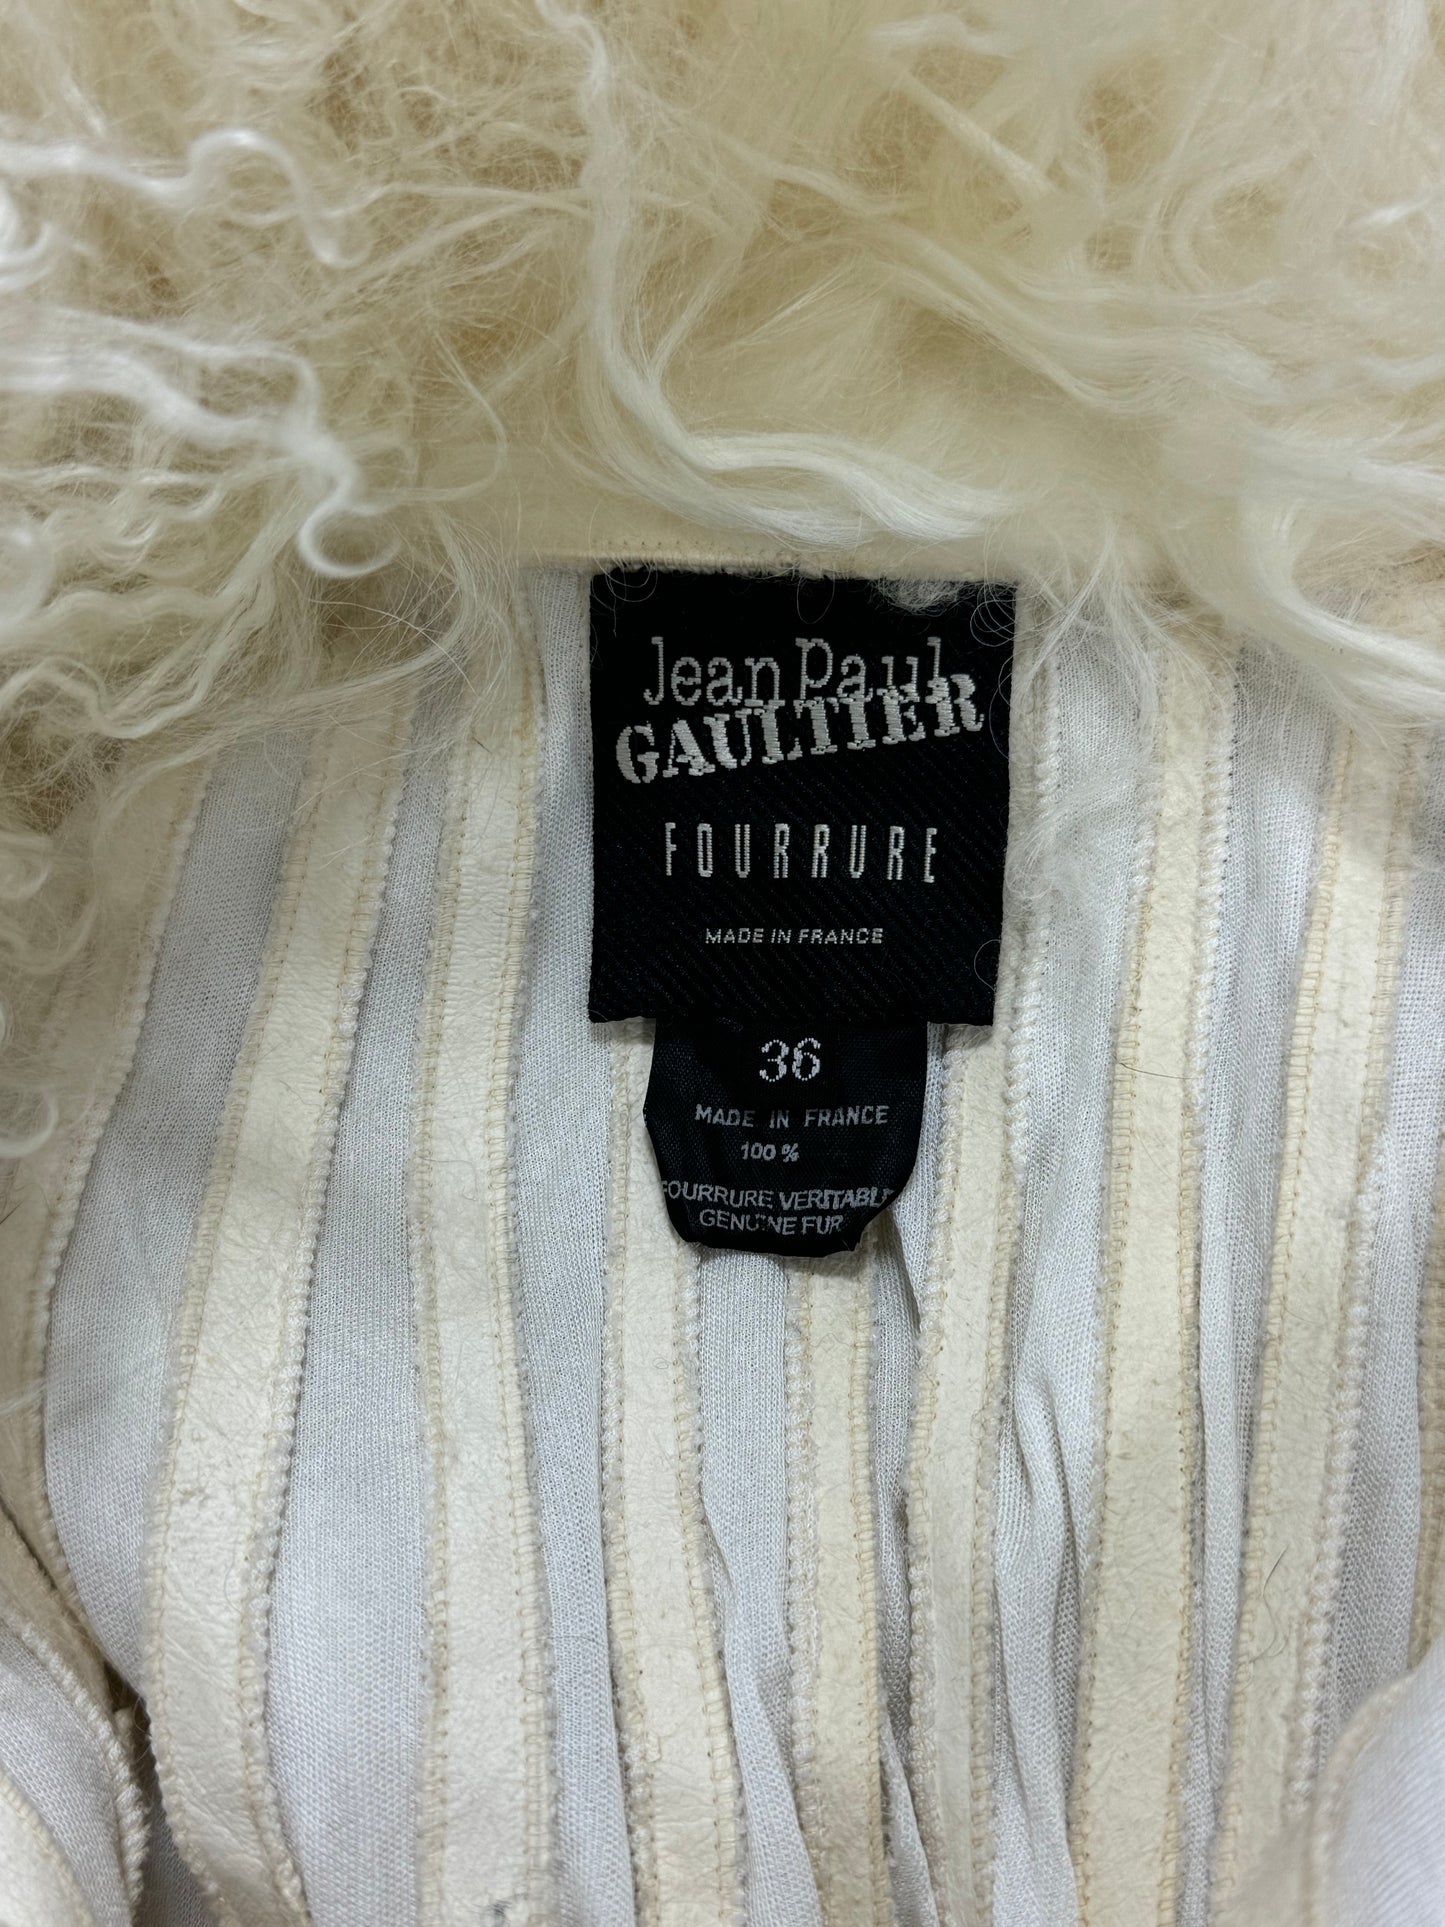 Jean Paul
GAULTIER
FOURRURE
MADE IN FRANCE
36
MADE IN FRANCE
100 %
FOURRURE VERITABLE
GENUINE FUR